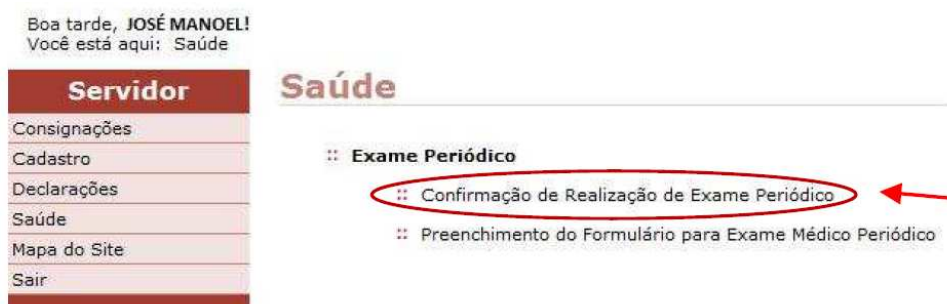 Boa tarde, JOSÉ MANOEL!
Você está aqui: Saúde
Servidor
Consignações
Cadastro
Declarações
Saúde
Mapa do Site
Sair
Saúde
:: Exame Periódico
:: Confirmação de Realização de Exame Periódico
:: Preenchimento do Formulário para Exame Médico Periódico